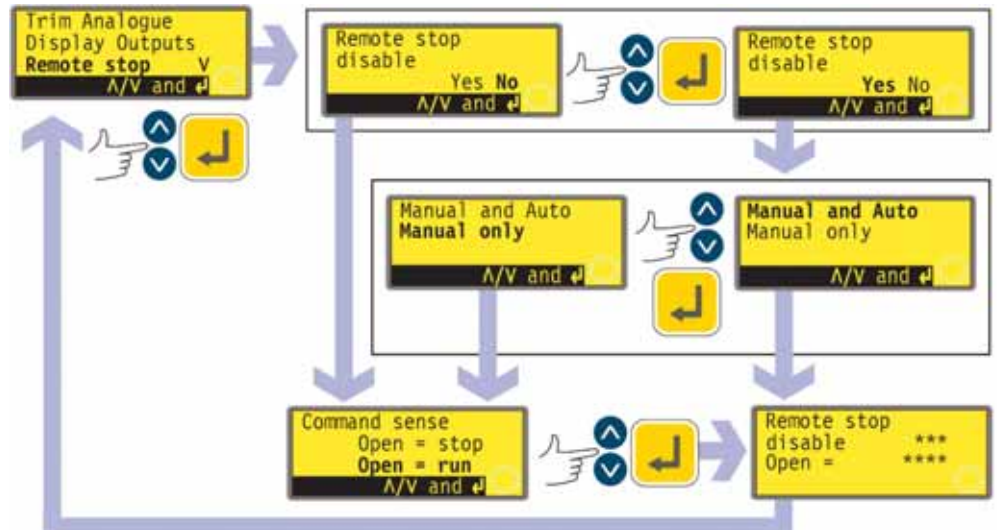 Trim Analogue
Display Outputs
Remote stop V
Λ/V and ↲
Remote stop
disable
Yes No
Λ/V and ↲
Remote stop
disable
Yes No
Λ/V and ↲
Manual and Auto
Manual only
Λ/V and ↲
Manual and Auto
Manual only
Λ/V and ↲
Command sense
Open = stop
Open = run
Λ/V and ↲
Remote stop
disable ***
Open = ****